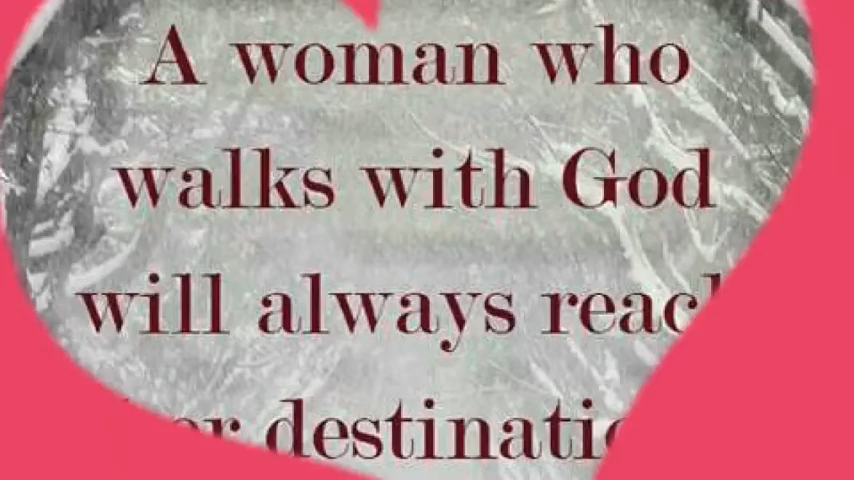 A woman who
walks with God
will always reach
her destination